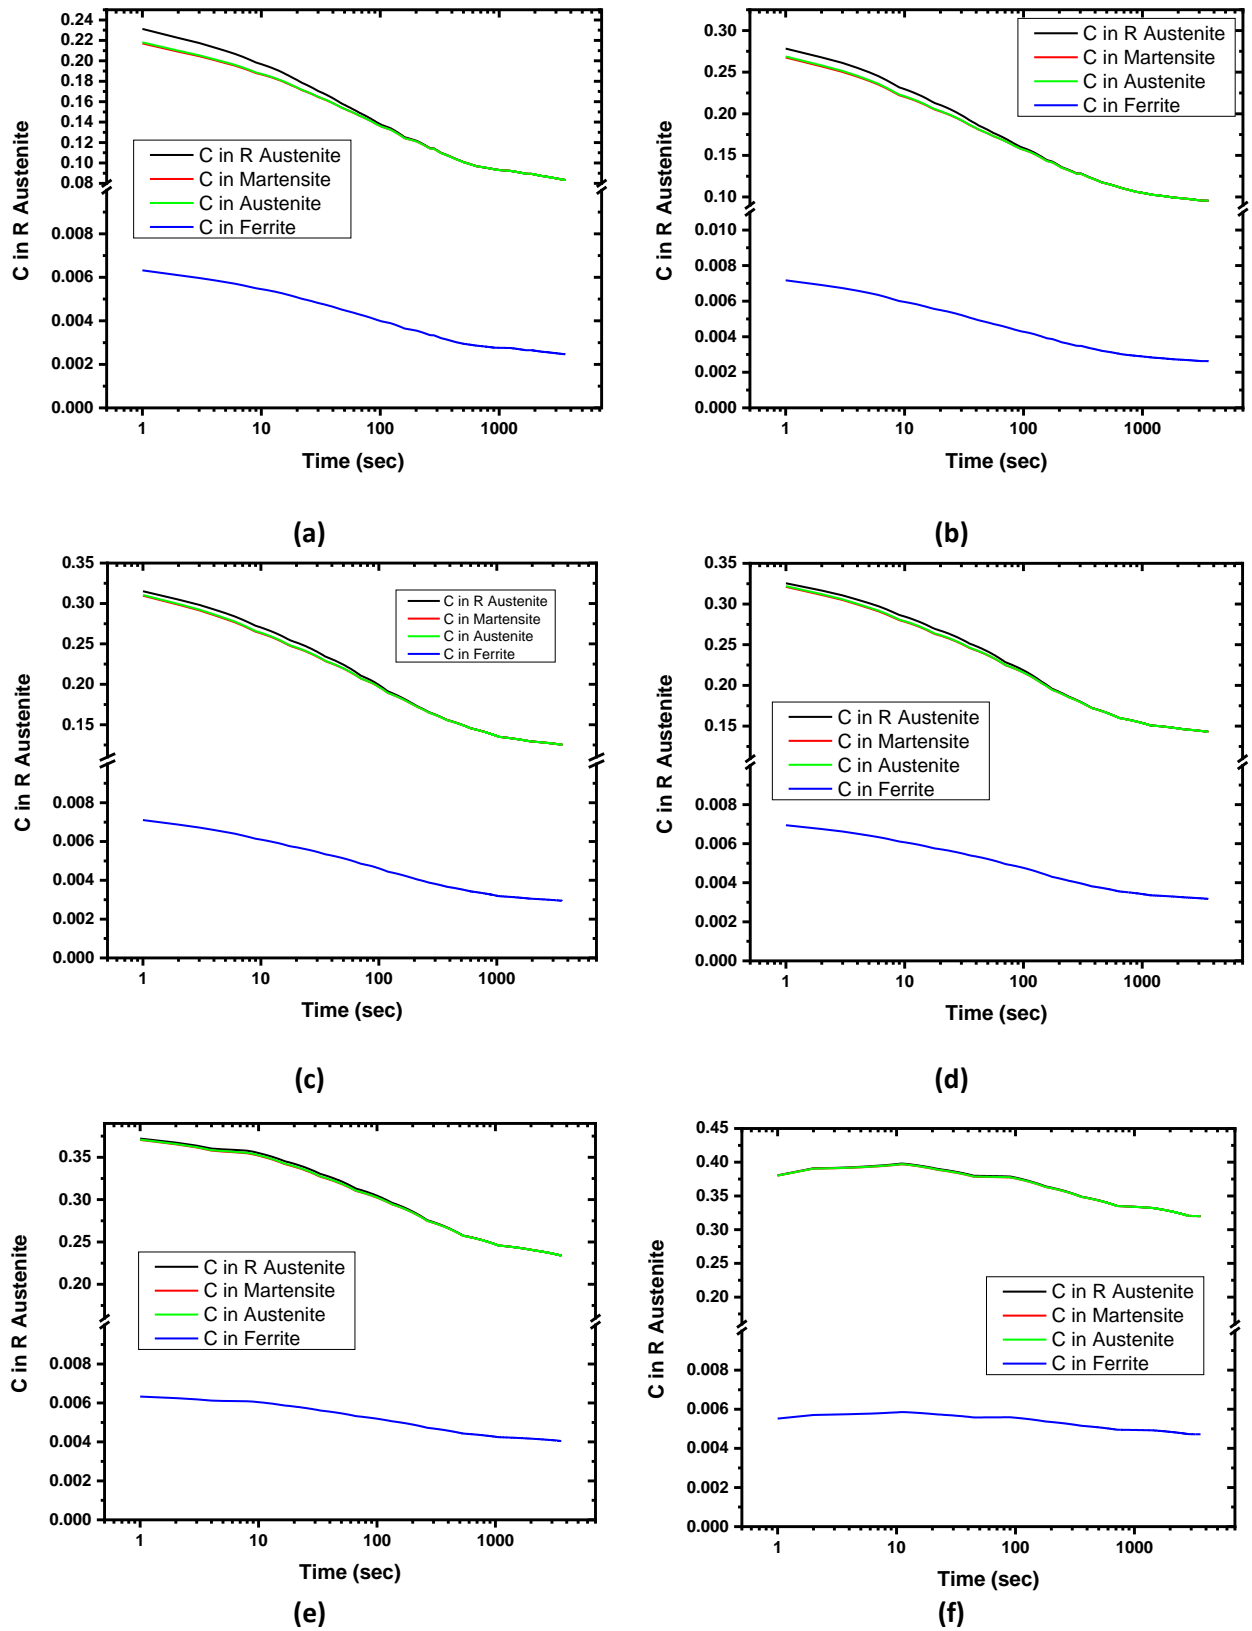 C in R Austenite
0.24
0.22
0.20
0.18
0.16
0.14
0.12
0.10
0.08
0.008
0.006
0.004
0.002
0.000
C in R Austenite
C in Martensite
C in Austenite
C in Ferrite
1 10 100 1000
Time (sec)
(a)
C in R Austenite
0.30
0.25
0.20
0.15
0.10
0.010
0.008
0.006
0.004
0.002
0.000
C in R Austenite
C in Martensite
C in Austenite
C in Ferrite
1 10 100 1000
Time (sec)
(b)
C in R Austenite
0.35
0.30
0.25
0.20
0.15
0.008
0.006
0.004
0.002
0.000
C in R Austenite
C in Martensite
C in Austenite
C in Ferrite
1 10 100 1000
Time (sec)
(c)
C in R Austenite
0.35
0.30
0.25
0.20
0.15
0.008
0.006
0.004
0.002
0.000
C in R Austenite
C in Martensite
C in Austenite
C in Ferrite
1 10 100 1000
Time (sec)
(d)
C in R Austenite
0.35
0.30
0.25
0.20
0.008
0.006
0.004
0.002
0.000
C in R Austenite
C in Martensite
C in Austenite
C in Ferrite
1 10 100 1000
Time (sec)
(e)
C in R Austenite
0.45
0.40
0.35
0.30
0.25
0.20
0.008
0.006
0.004
0.002
0.000
C in R Austenite
C in Martensite
C in Austenite
C in Ferrite
1 10 100 1000
Time (sec)
(f)